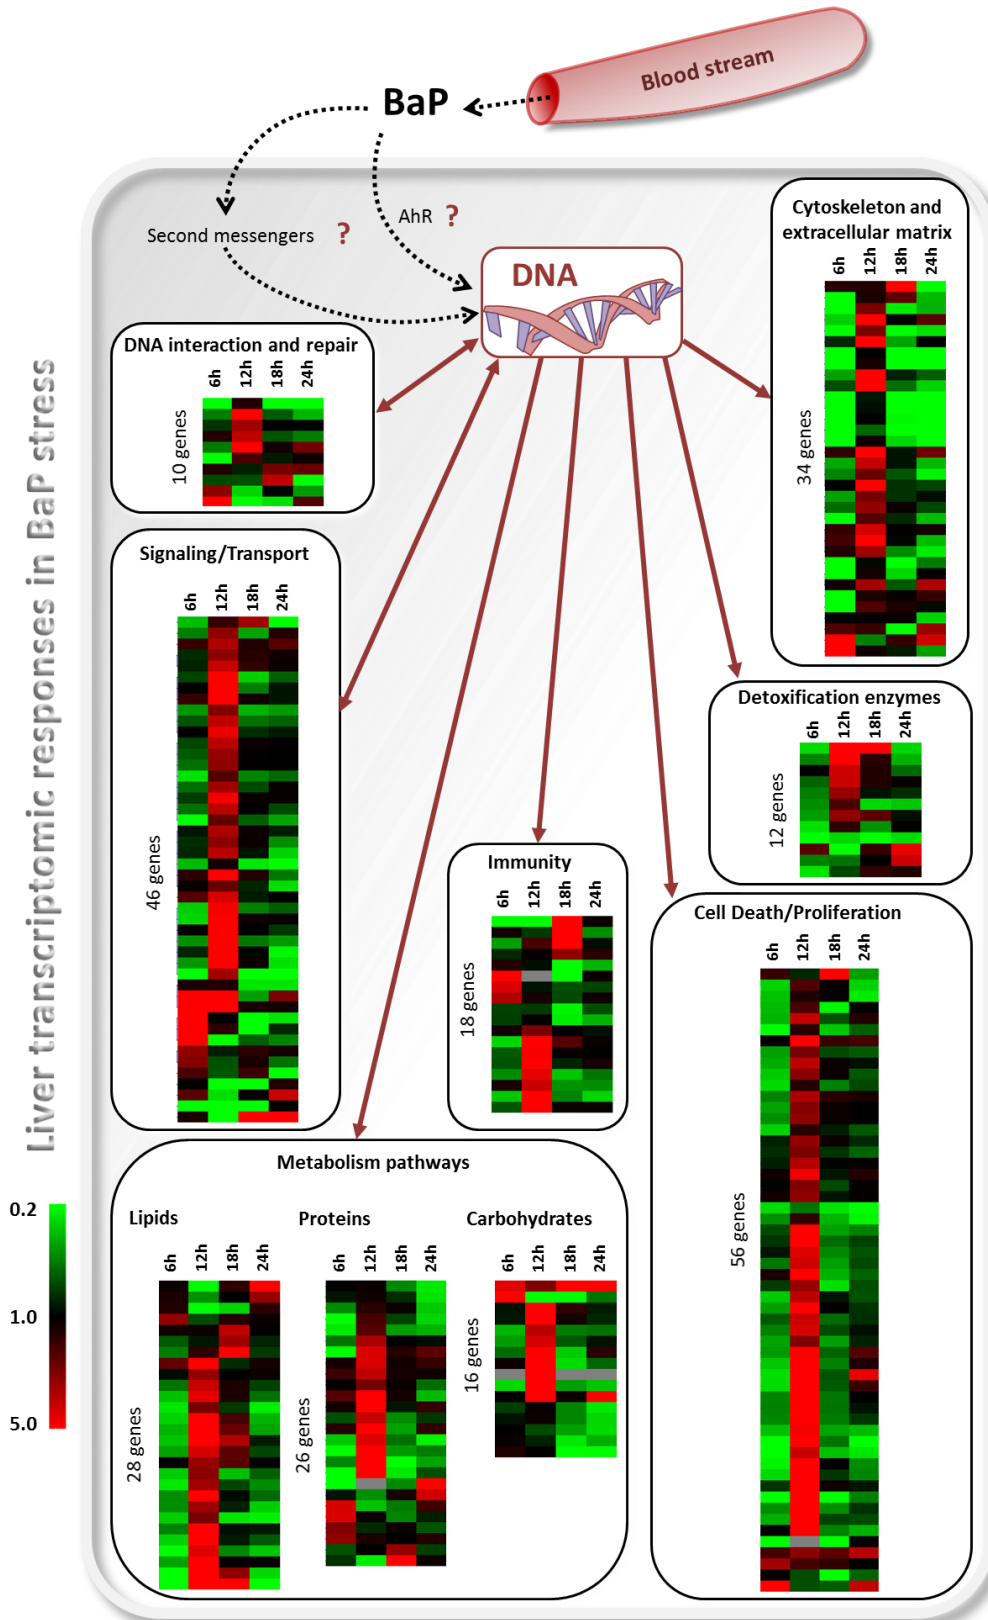 Blood stream
BaP
AhR ?
Second messengers ?
DNA
Cytoskeleton and
extracellular matrix
6h 12h 18h 24h
34 genes
DNA interaction and repair
6h 12h 18h 24h
10 genes
Signaling/Transport
6h 12h 18h 24h
46 genes
Detoxification enzymes
6h 12h 18h 24h
12 genes
Immunity
6h 12h 18h 24h
18 genes
Cell Death/Proliferation
6h 12h 18h 24h
56 genes
Metabolism pathways
Lipids
6h 12h 18h 24h
28 genes
Proteins
6h 12h 18h 24h
26 genes
Carbohydrates
6h 12h 18h 24h
16 genes
Liver transcriptomic responses in BaP stress
0.2
1.0
5.0